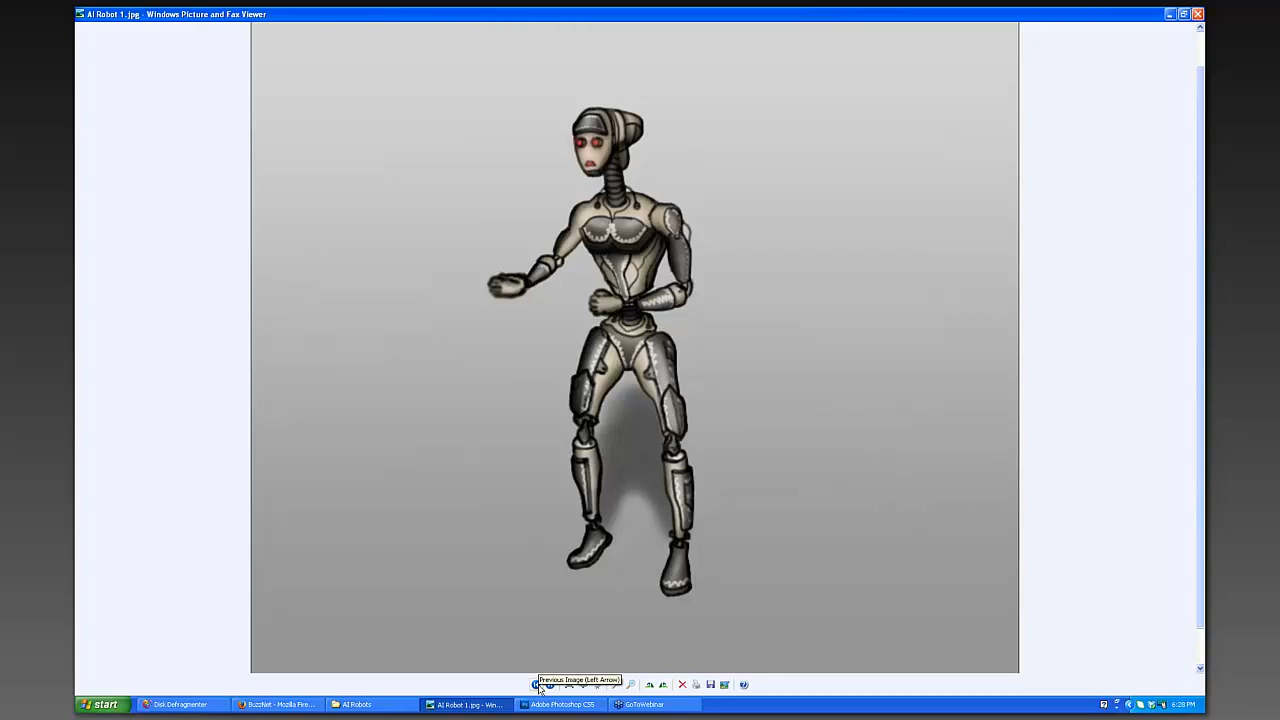 AI Robot 1.jpg - Windows Picture and Fax Viewer
Previous Image (Left Arrow)
start
Disk Defragmenter
BuzzNet - Mozilla Fire...
AI Robots
AI Robot 1.jpg - Win...
Adobe Photoshop CS5
GoToWebinar
6:28 PM